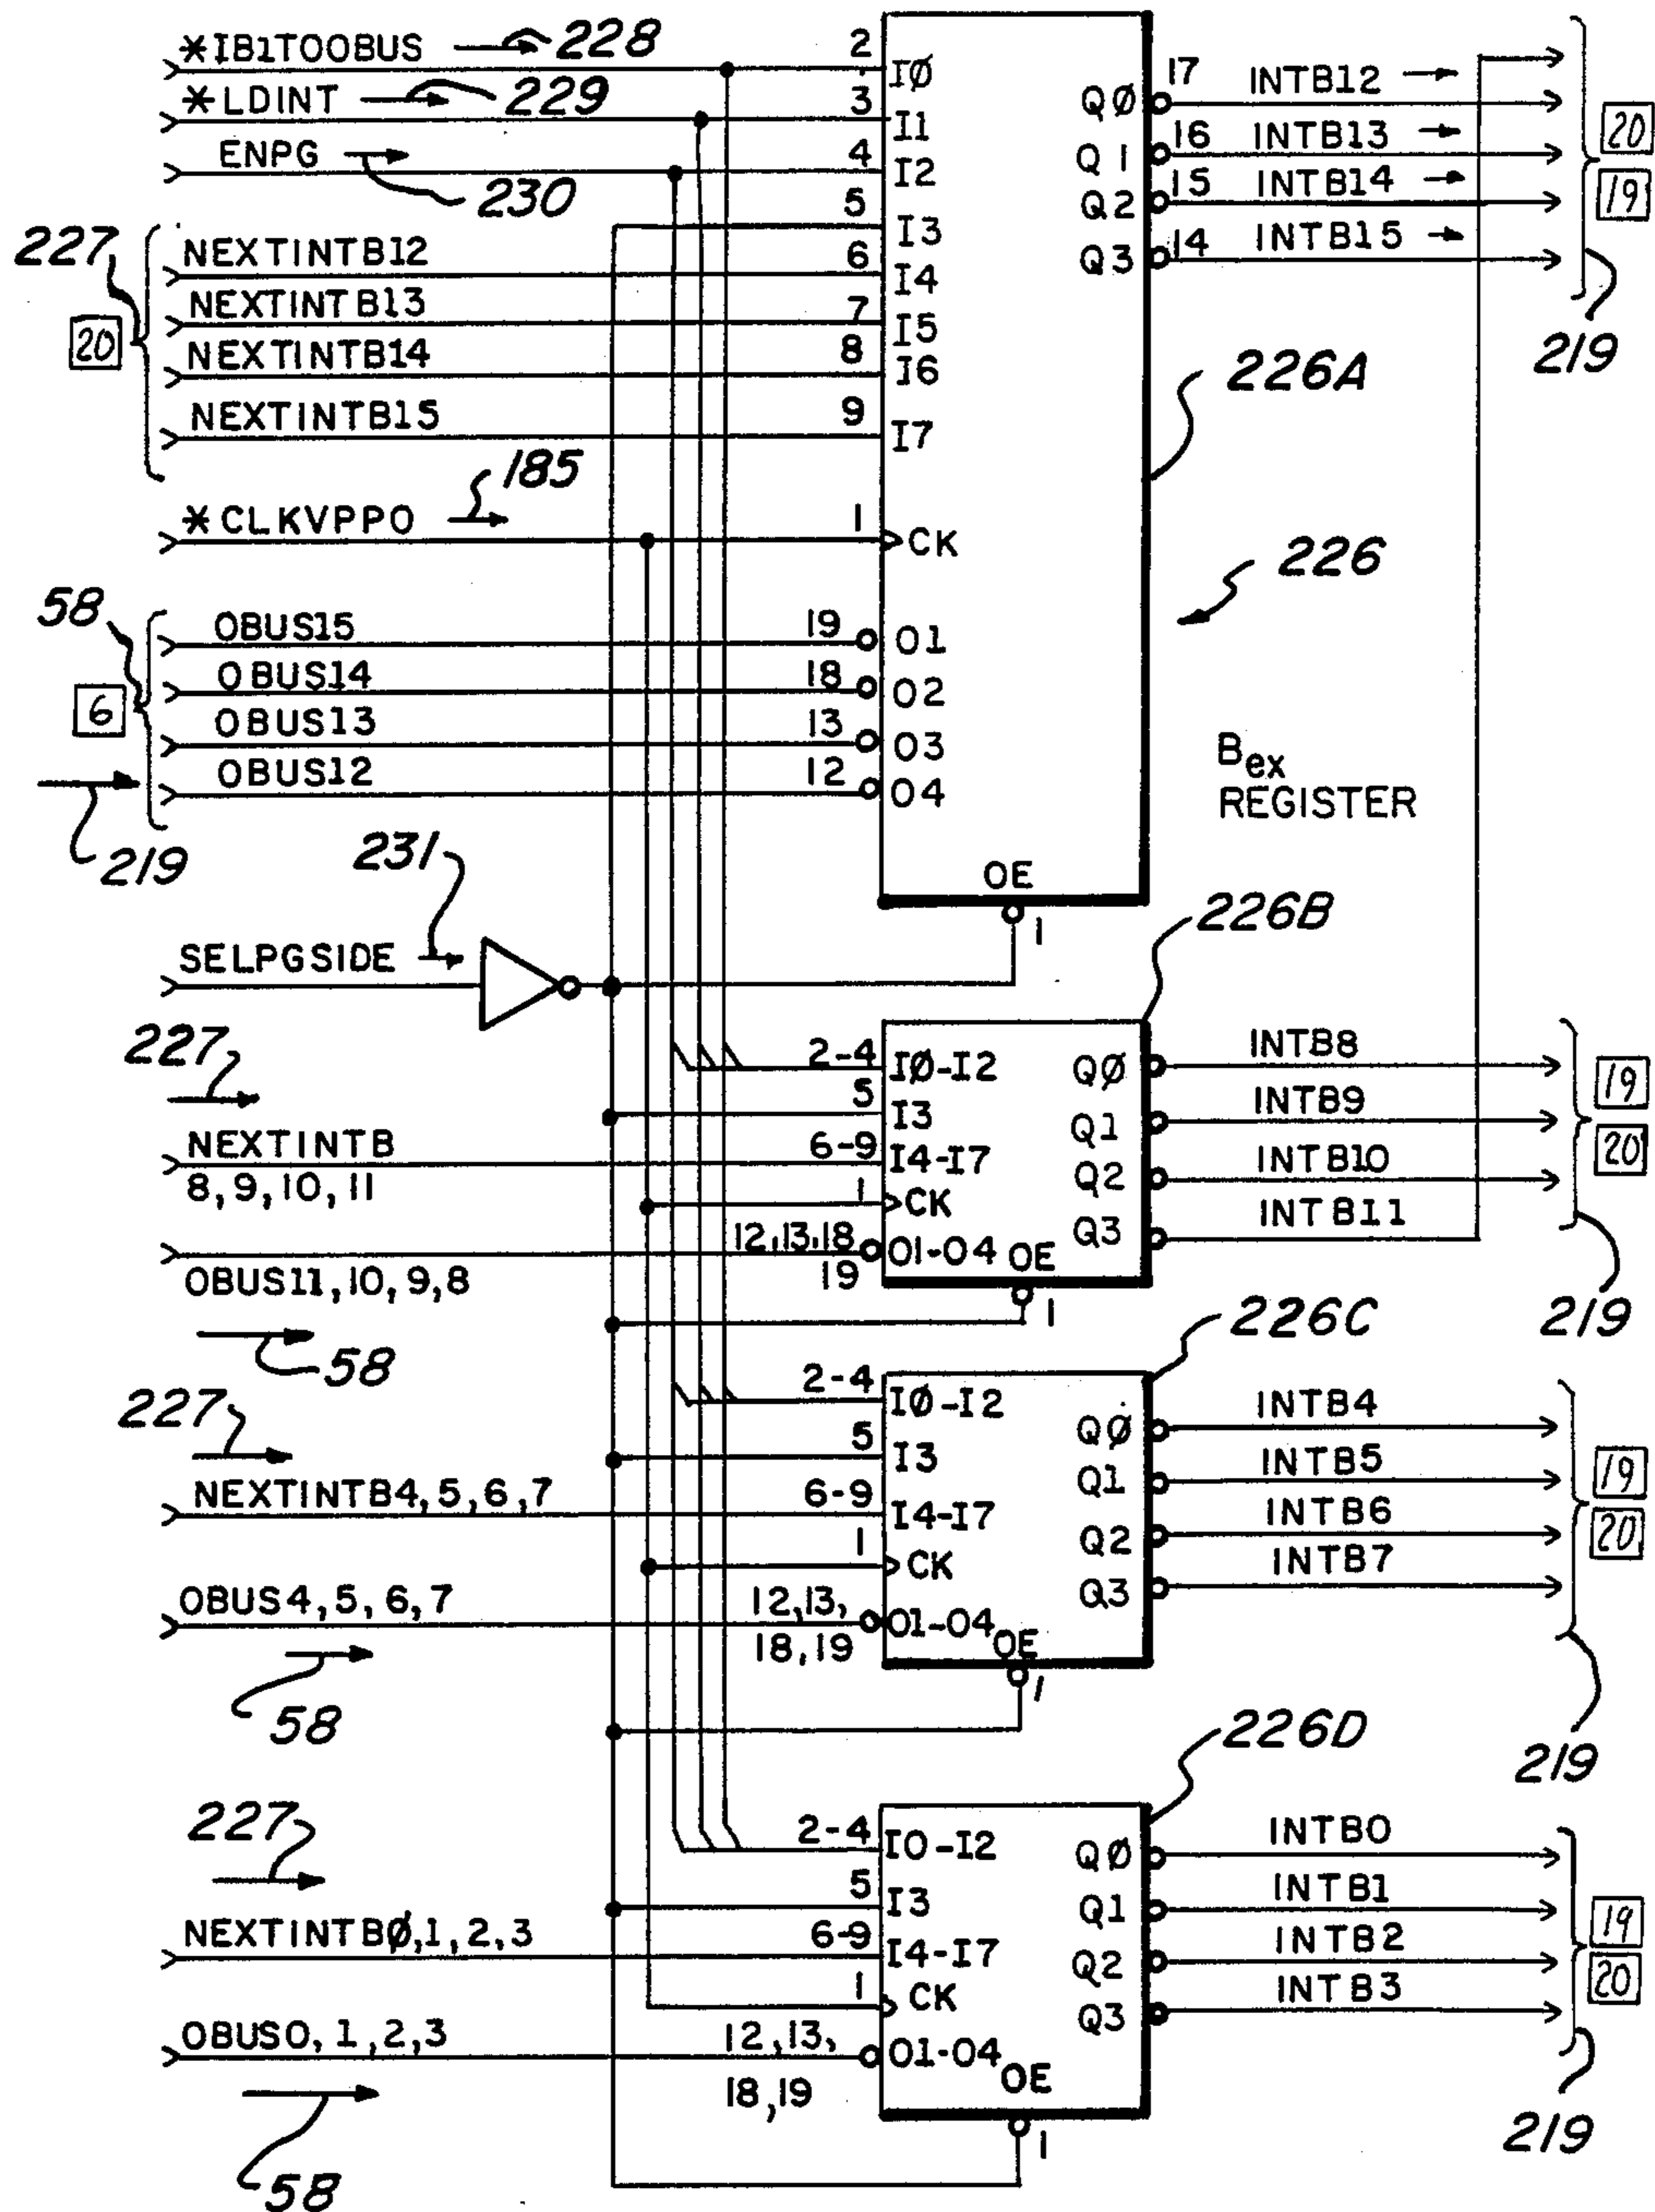 *IB1TOOBUS 228 2 IØ
*LDINT 229 3 I1
ENPG 230 4 I2
5 I3
227 NEXTINTB12 6 I4
NEXTINTB13 7 I5
20 NEXTINTB14 8 I6
NEXTINTB15 9 I7
QØ 17 INTB12
Q1 16 INTB13
Q2 15 INTB14
Q3 14 INTB15
20
19
219
226A
*CLKVPPO 185 1 CK
226
58 OBUS15 19 O1
OBUS14 18 O2
6 OBUS13 13 O3
OBUS12 12 O4
219
Bex
REGISTER
OE
1
SELPGSIDE 231
226B
227
2-4 IØ-I2
5 I3
NEXTINTB 6-9 I4-I7
8, 9, 10, 11
1 CK
12,13,18 O1-O4 OE
19
1
OBUS11, 10, 9, 8
58
QØ INTB8
Q1 INTB9
Q2 INTB10
Q3 INTB11
19
20
219
226C
227
2-4 IØ-I2
5 I3
NEXTINTB4, 5, 6, 7 6-9 I4-I7
1 CK
OBUS4, 5, 6, 7 12,13, O1-O4 OE
18,19
1
58
QØ INTB4
Q1 INTB5
Q2 INTB6
Q3 INTB7
19
20
219
226D
227
2-4 IO-I2
5 I3
NEXTINTBØ,1, 2, 3 6-9 I4-I7
1 CK
OBUSO, 1, 2, 3 12,13, O1-O4 OE
18,19
1
58
QØ INTBO
Q1 INTB1
Q2 INTB2
Q3 INTB3
19
20
219